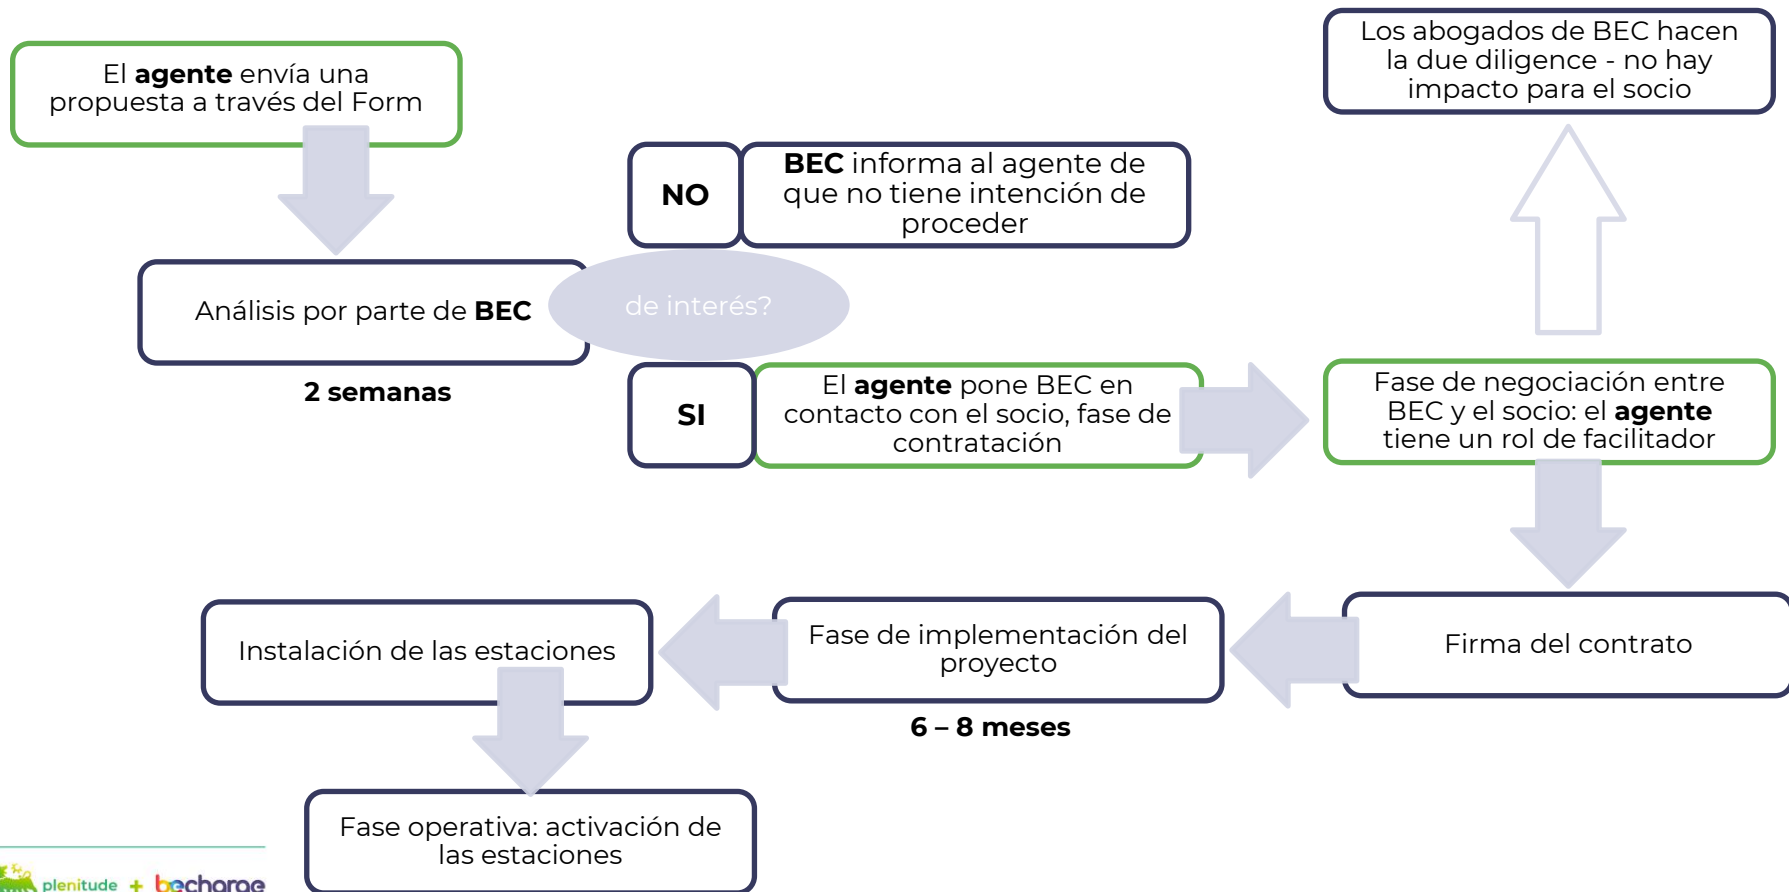 El agente envía una
propuesta a través del Form
Los abogados de BEC hacen
la due diligence - no hay
impacto para el socio
NO
BEC informa al agente de
que no tiene intención de
proceder
Análisis por parte de BEC
de interés?
2 semanas
SI
El agente pone BEC en
contacto con el socio, fase de
contratación
Fase de negociación entre
BEC y el socio: el agente
tiene un rol de facilitador
Instalación de las estaciones
Fase de implementación del
proyecto
Firma del contrato
6 – 8 meses
Fase operativa: activación de
las estaciones
plenitude + becharge